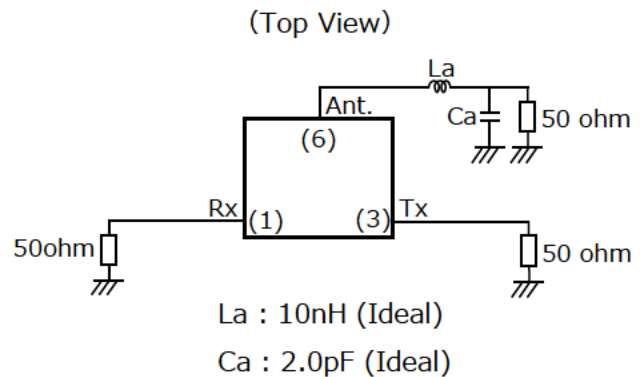 (Top View)
La
Ant.
Ca
50 ohm
(6)
Rx
(1)
(3)
Tx
50ohm
50 ohm
La : 10nH (Ideal)
Ca : 2.0pF (Ideal)